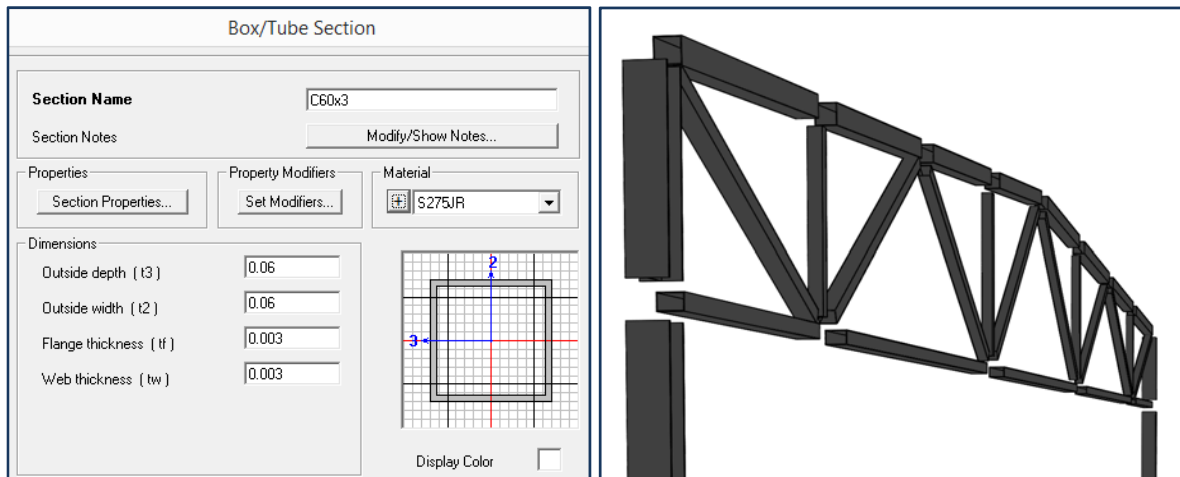 Box/Tube Section
Section Name C60x3
Section Notes Modify/Show Notes...
Properties Property Modifiers Material
Section Properties... Set Modifiers... S275JR
Dimensions
Outside depth ( t3 ) 0.06
Outside width ( t2 ) 0.06
Flange thickness ( tf ) 0.003
Web thickness ( tw ) 0.003
2
3
Display Color